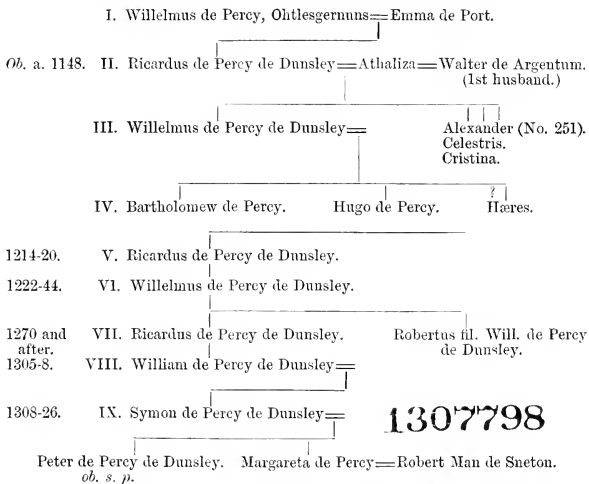 I. Willelmus de Percy, Ohtlesgernuns=Emma de Port.
Ob. a. 1148. II. Ricardus de Percy de Dunsley=Athaliza=Walter de Argentum.
(1st husband.)
III. Willelmus de Percy de Dunsley= Alexander (No. 251).
Celestris.
Cristina.
? 
IV. Bartholomew de Percy. Hugo de Percy. Hæres.
1214-20. V. Ricardus de Percy de Dunsley.
1222-44. VI. Willelmus de Percy de Dunsley.
1270 and VII. Ricardus de Percy de Dunsley. Robertus fil. Will. de Percy
after. de Dunsley.
1305-8. VIII. William de Percy de Dunsley=
1308-26. IX. Symon de Percy de Dunsley= 1307798
Peter de Percy de Dunsley. Margareta de Percy=Robert Man de Sneton.
ob. s. p.